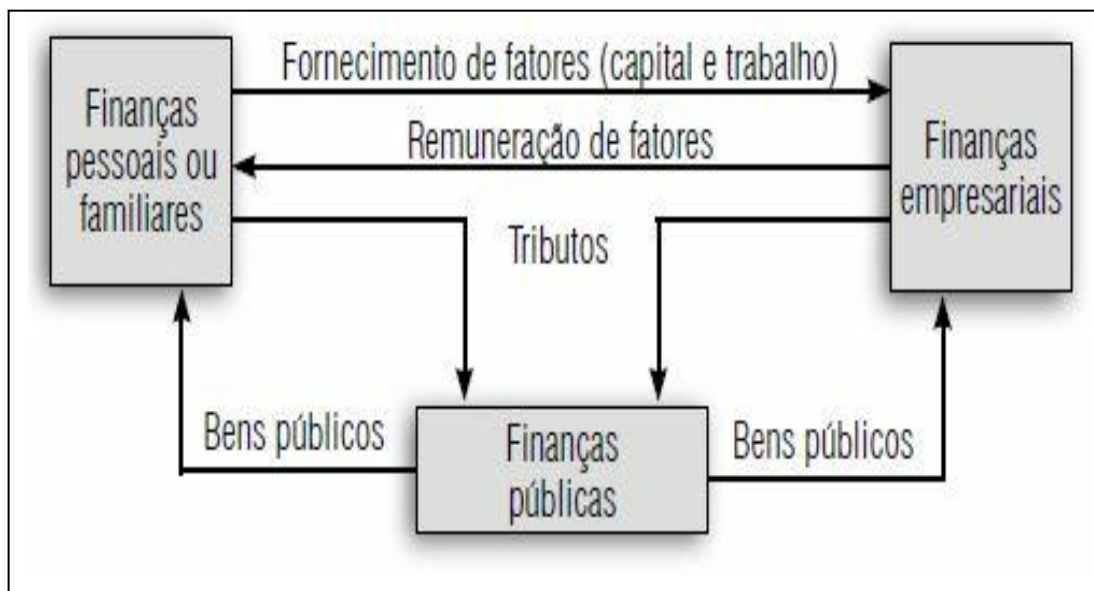 Fornecimento de fatores (capital e trabalho)
Finanças
pessoais ou
familiares
Remuneração de fatores
Finanças
empresariais
Tributos
Bens públicos
Finanças
públicas
Bens públicos